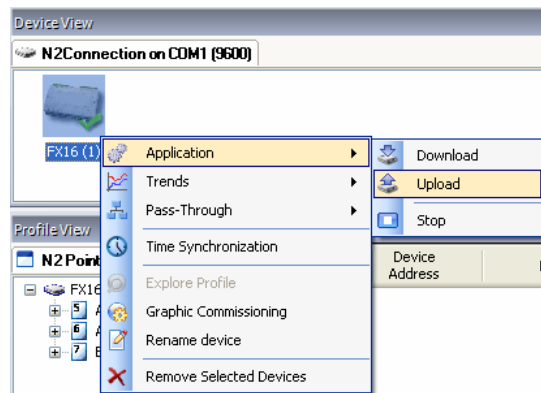 Device View
N2Connection on COM1 (9600)
FX16 (1)
Application
Download
Trends
Upload
Pass-Through
Stop
Profile View
Time Synchronization
N2 Point
Device
Address
Explore Profile
FX16
Graphic Commissioning
5 A
6 A
Rename device
7
Remove Selected Devices